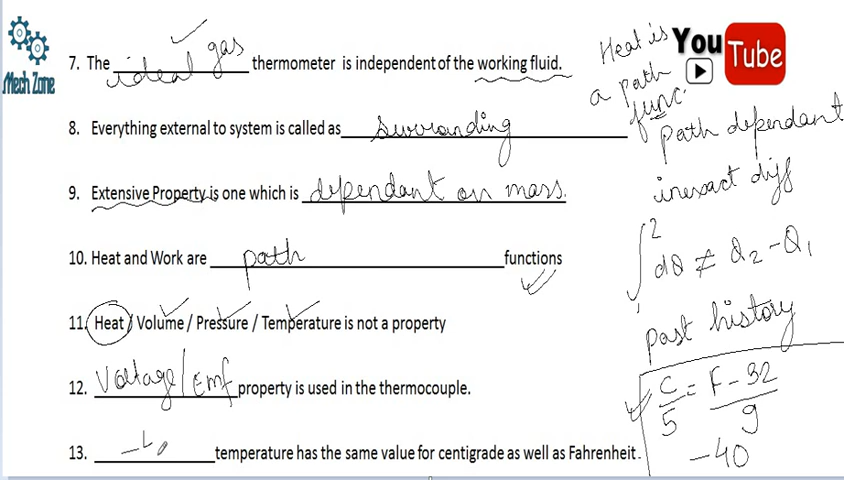 Mech Zone
You Tube
7. The ideal gas thermometer is independent of the working fluid.
8. Everything external to system is called as surrounding
9. Extensive Property is one which is dependant on mass.
10. Heat and Work are path functions
11. Heat / Volume / Pressure / Temperature is not a property
12. Voltage/Emf property is used in the thermocouple.
13. -40 temperature has the same value for centigrade as well as Fahrenheit.
Heat is
a path
func.
path dependant
inexact diff
∫₁² dQ ≠ Q₂ - Q₁
Past history
C/5 = F - 32/9
-40